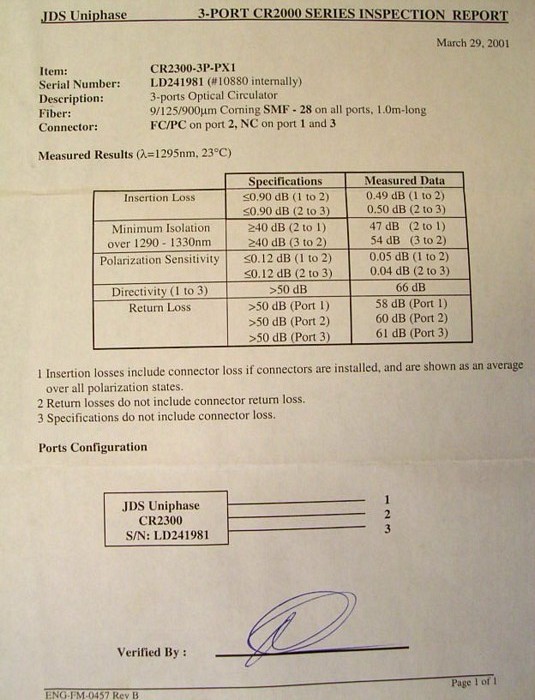 JDS Uniphase 3-PORT CR2000 SERIES INSPECTION REPORT
March 29, 2001
Item: CR2300-3P-PX1
Serial Number: LD241981 (#10880 internally)
Description: 3-ports Optical Circulator
Fiber: 9/125/900μm Corning SMF - 28 on all ports, 1.0m-long
Connector: FC/PC on port 2, NC on port 1 and 3
Measured Results (λ=1295nm, 23°C)
Specifications Measured Data
Insertion Loss ≤0.90 dB (1 to 2) 0.49 dB (1 to 2)
≤0.90 dB (2 to 3) 0.50 dB (2 to 3)
Minimum Isolation ≥40 dB (2 to 1) 47 dB (2 to 1)
over 1290 - 1330nm ≥40 dB (3 to 2) 54 dB (3 to 2)
Polarization Sensitivity ≤0.12 dB (1 to 2) 0.05 dB (1 to 2)
≤0.12 dB (2 to 3) 0.04 dB (2 to 3)
Directivity (1 to 3) >50 dB 66 dB
Return Loss >50 dB (Port 1) 58 dB (Port 1)
>50 dB (Port 2) 60 dB (Port 2)
>50 dB (Port 3) 61 dB (Port 3)
1 Insertion losses include connector loss if connectors are installed, and are shown as an average
over all polarization states.
2 Return losses do not include connector return loss.
3 Specifications do not include connector loss.
Ports Configuration
JDS Uniphase
CR2300
S/N: LD241981
1
2
3
Verified By :
ENG-FM-0457 Rev B Page 1 of 1